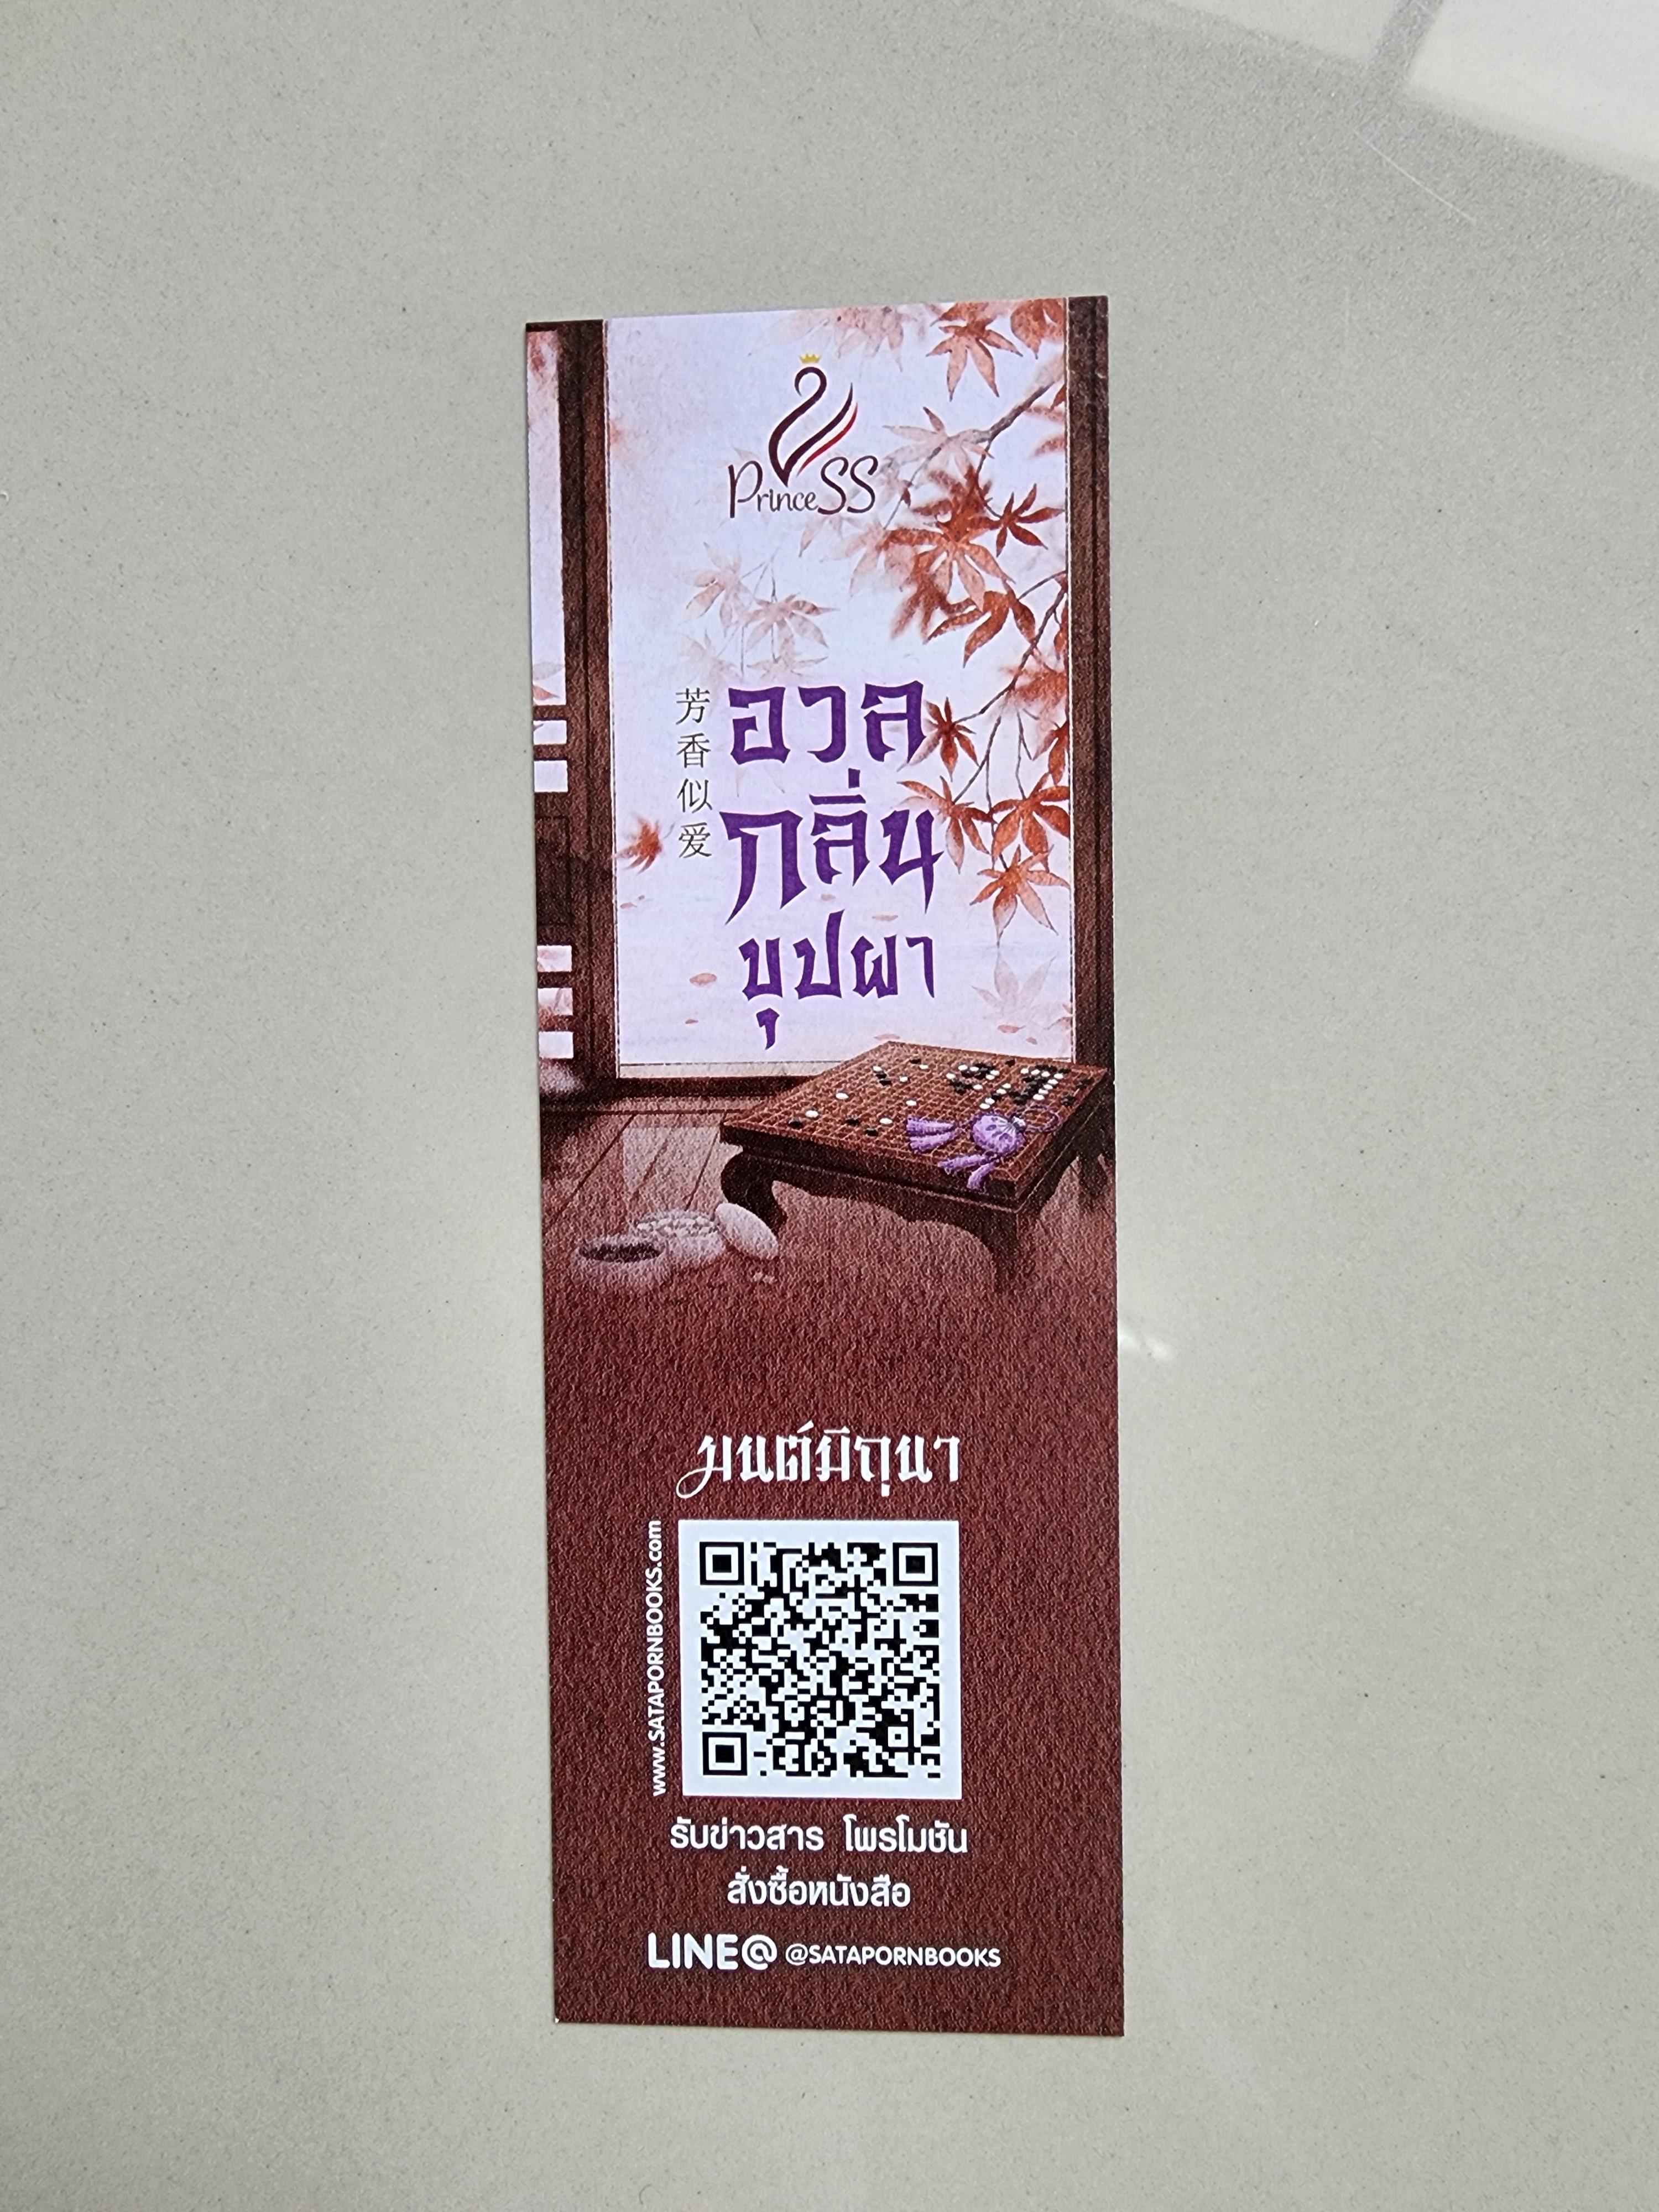 PrinceSS
芳香似爱
อวล
กลิ่น
บุปผา
มนต์มิถุนา
www.SATAPORNBOOKS.com
รับข่าวสาร โพรโมชัน
สั่งซื้อหนังสือ
LINE@ @SATAPORNBOOKS